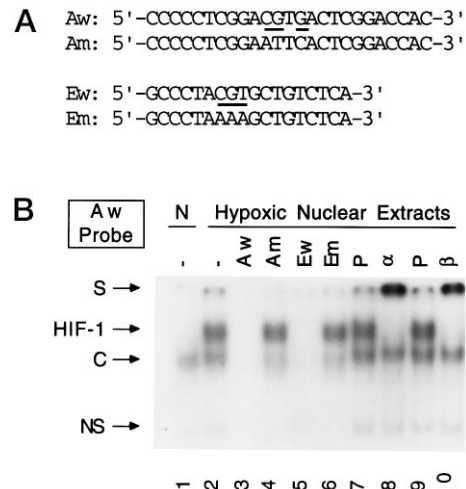 A
Aw: 5'-CCCCCTCGGACGTGACTCGGACCAC-3'
Am: 5'-CCCCCTCGGAATTCACTCGGACCAC-3'
Ew: 5'-GCCCTACGTGCTGTCTCA-3'
Em: 5'-GCCCTAAAAGCTGTCTCA-3'
B
Aw Probe
N Hypoxic Nuclear Extracts
- - Aw Am Ew Em P α P β
S →
HIF-1 →
C →
NS →
1 2 3 4 5 6 7 8 9 0